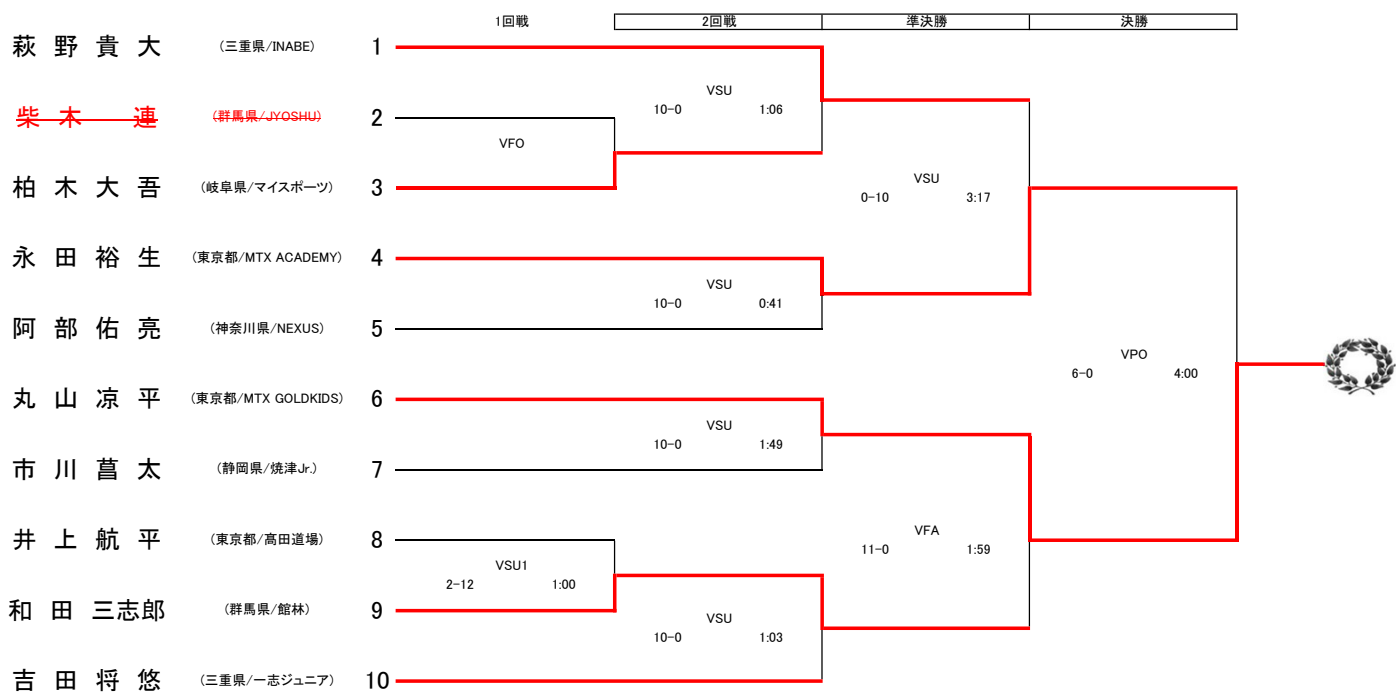 1回戦 2回戦 準決勝 決勝
萩野貴大 (三重県/INABE) 1
VSU
10-0 1:06
柴木 連 (群馬県/JYOSHU) 2
VFO
柏木大吾 (岐阜県/マイスポーツ) 3
VSU
0-10 3:17
永田裕生 (東京都/MTX ACADEMY) 4
VSU
10-0 0:41
阿部佑亮 (神奈川県/NEXUS) 5
VPO
6-0 4:00
丸山凉平 (東京都/MTX GOLDKIDS) 6
VSU
10-0 1:49
市川菖太 (静岡県/焼津Jr.) 7
VFA
11-0 1:59
井上航平 (東京都/高田道場) 8
VSU1
2-12 1:00
和田 三志郎 (群馬県/館林) 9
VSU
10-0 1:03
吉田将悠 (三重県/一志ジュニア) 10